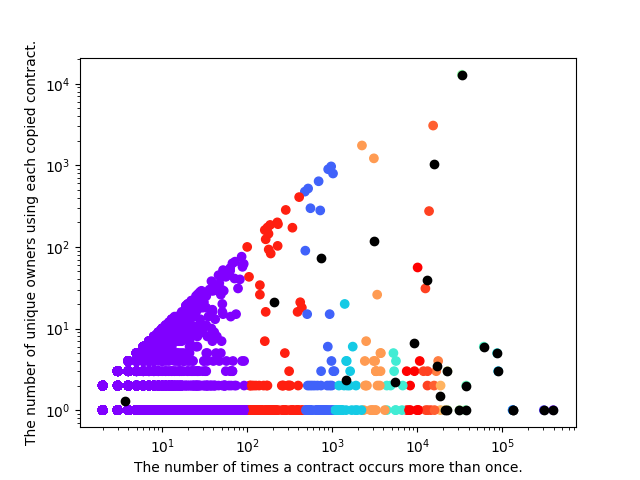 The number of unique owners using each copied contract.
10⁴
10³
10²
10¹
10⁰
10¹ 10² 10³ 10⁴ 10⁵
The number of times a contract occurs more than once.